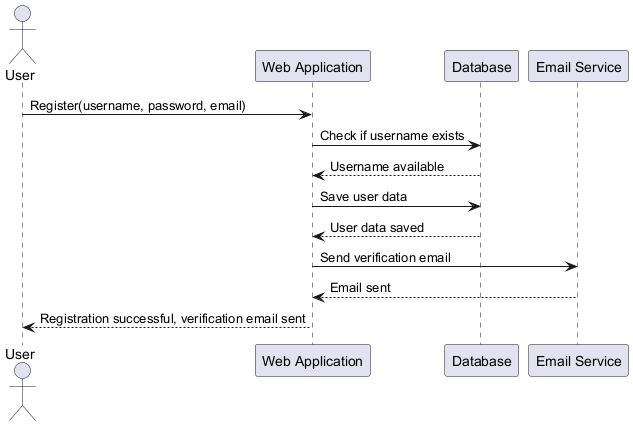 User
Web Application
Database
Email Service
Register(username, password, email)
Check if username exists
Username available
Save user data
User data saved
Send verification email
Email sent
Registration successful, verification email sent
User
Web Application
Database
Email Service